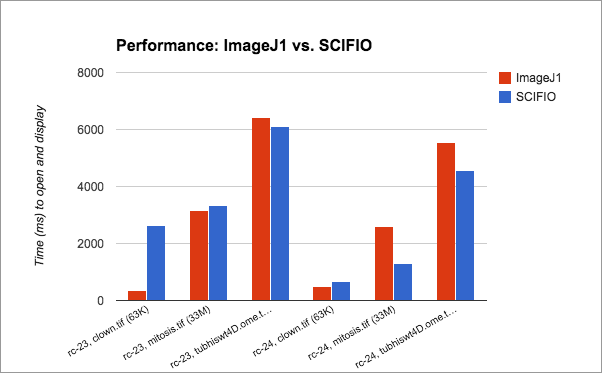 Performance: ImageJ1 vs. SCIFIO
ImageJ1
SCIFIO
Time (ms) to open and display
8000
6000
4000
2000
0
rc-23, clown.tif (63K)
rc-23, mitosis.tif (33M)
rc-23, tubhiswt4D.ome.t...
rc-24, clown.tif (63K)
rc-24, mitosis.tif (33M)
rc-24, tubhiswt4D.ome.t...